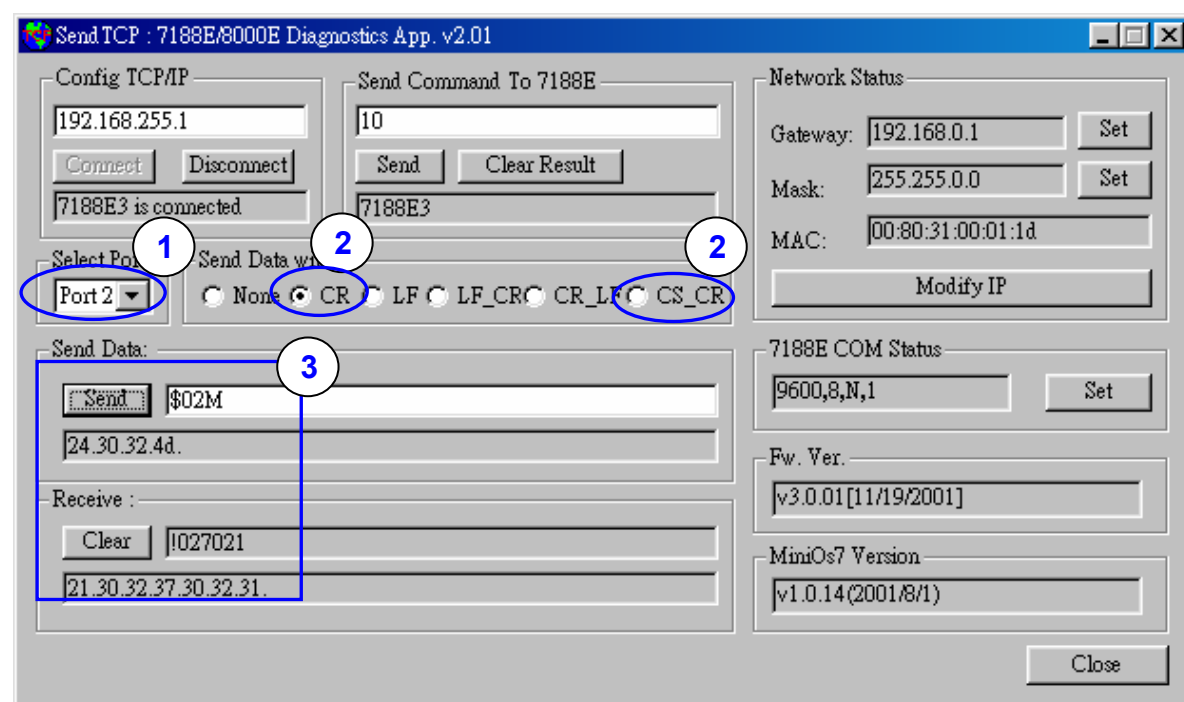 SendTCP : 7188E/8000E Diagnostics App. v2.01
Config TCP/IP
192.168.255.1
Connect Disconnect
7188E3 is connected
Send Command To 7188E
10
Send Clear Result
7188E3
Network Status
Gateway: 192.168.0.1 Set
Mask: 255.255.0.0 Set
MAC: 00:80:31:00:01:1d
Modify IP
1
2
2
Select Po
Port 2
Send Data wi
None CR LF LF_CR CR_LF CS_CR
Send Data:
3
Send $02M
24.30.32.4d.
Receive :
Clear !027021
21.30.32.37.30.32.31.
7188E COM Status
9600,8,N,1 Set
Fw. Ver.
v3.0.01[11/19/2001]
MiniOs7 Version
v1.0.14(2001/8/1)
Close